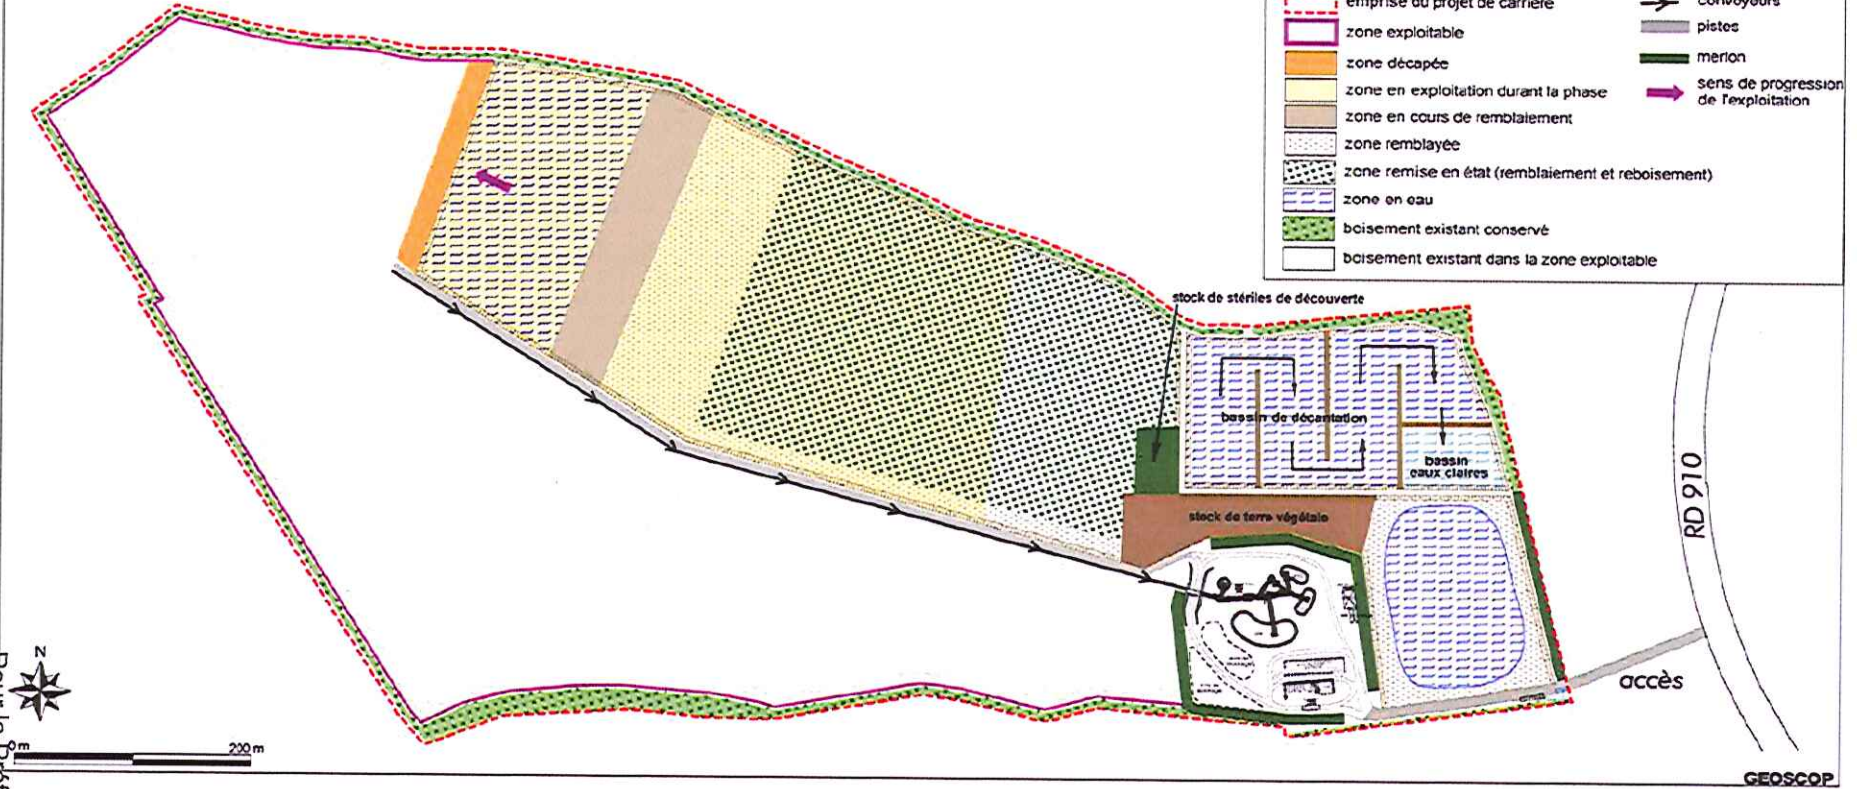 emprise du projet de carrière
zone exploitable
zone décapée
zone en exploitation durant la phase
zone en cours de remblaiement
zone remblayée
zone remise en état (remblaiement et reboisement)
zone en eau
boisement existant conservé
boisement existant dans la zone exploitable
convoyeurs
pistes
merlon
sens de progression
de l'exploitation
stock de stériles de découverte
bassin de décantation
bassin
eaux claires
stock de terre végétale
RD 910
accès
N
0m
200 m
GEOSCOP